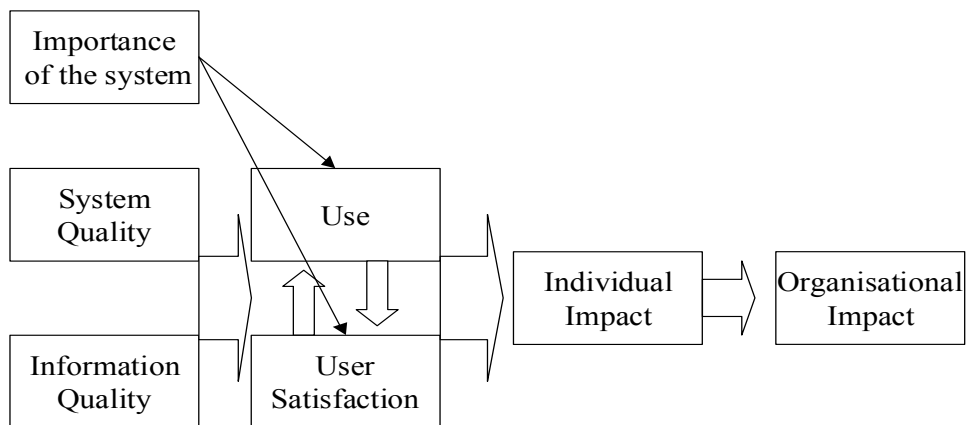 Importance
of the system
System
Quality
Use
Individual
Impact
Organisational
Impact
Information
Quality
User
Satisfaction